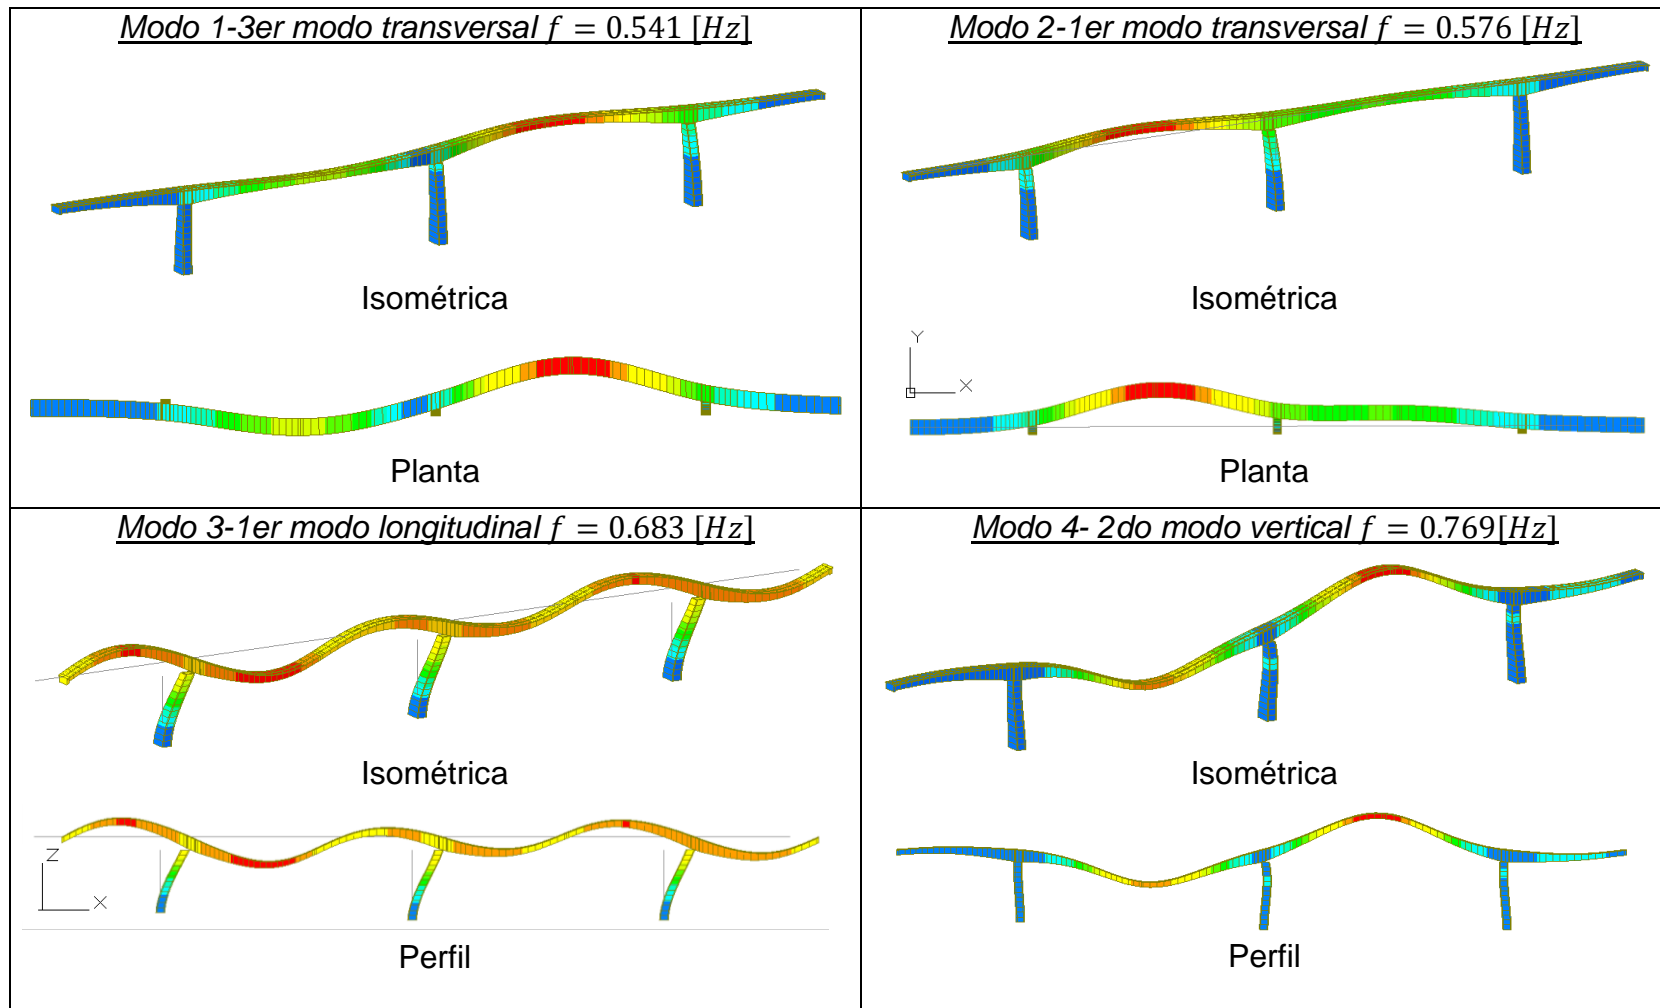 Modo 1-3er modo transversal f = 0.541 [Hz]
Isométrica
Planta
Modo 2-1er modo transversal f = 0.576 [Hz]
Isométrica
Y
X
Planta
Modo 3-1er modo longitudinal f = 0.683 [Hz]
Isométrica
Z
X
Perfil
Modo 4- 2do modo vertical f = 0.769[Hz]
Isométrica
Perfil